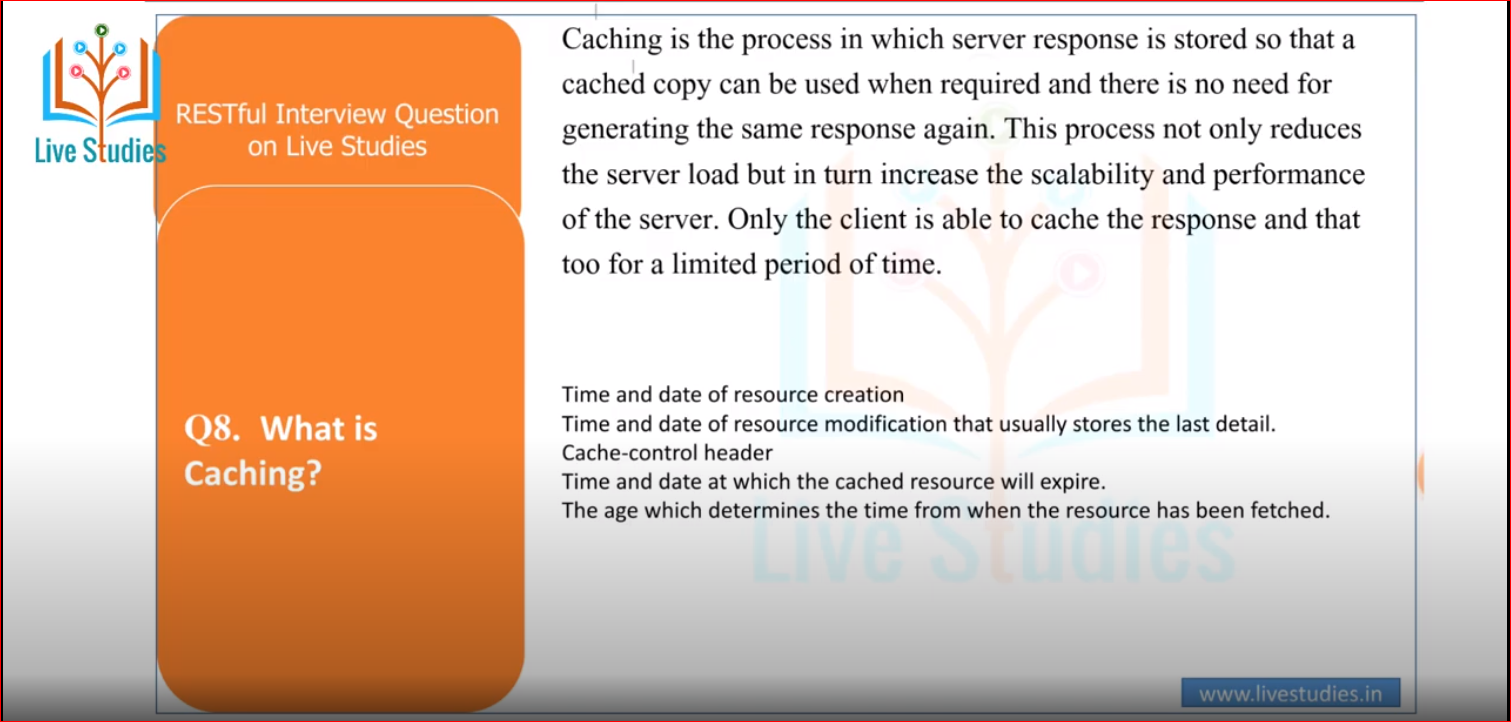 Live Studies
RESTful Interview Question
on Live Studies
Q8. What is
Caching?
Caching is the process in which server response is stored so that a
cached copy can be used when required and there is no need for
generating the same response again. This process not only reduces
the server load but in turn increase the scalability and performance
of the server. Only the client is able to cache the response and that
too for a limited period of time.
Time and date of resource creation
Time and date of resource modification that usually stores the last detail.
Cache-control header
Time and date at which the cached resource will expire.
The age which determines the time from when the resource has been fetched.
Live Studies
www.livestudies.in